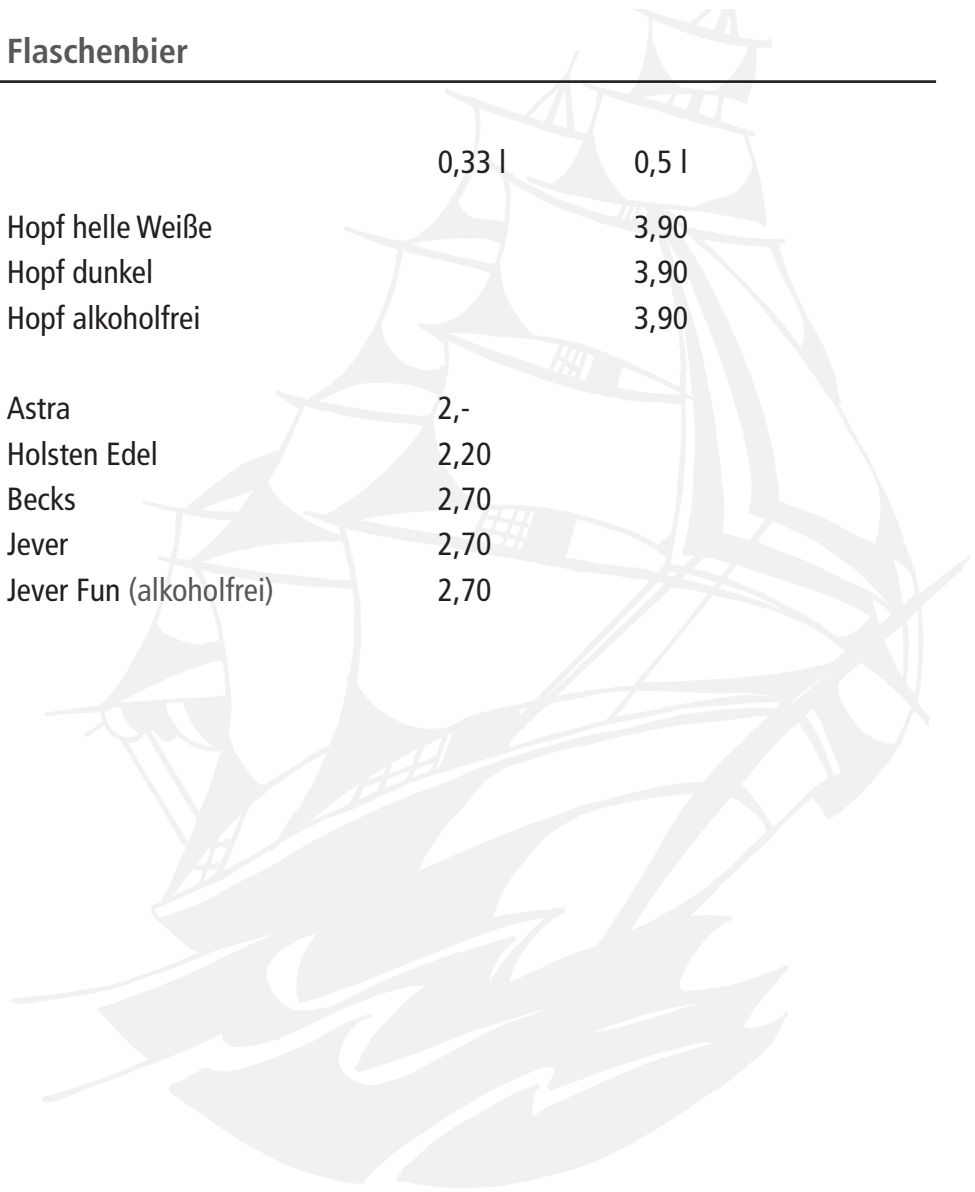 Flaschenbier
0,33 l 0,5 l
Hopf helle Weiße 3,90
Hopf dunkel 3,90
Hopf alkoholfrei 3,90
Astra 2,-
Holsten Edel 2,20
Becks 2,70
Jever 2,70
Jever Fun (alkoholfrei) 2,70